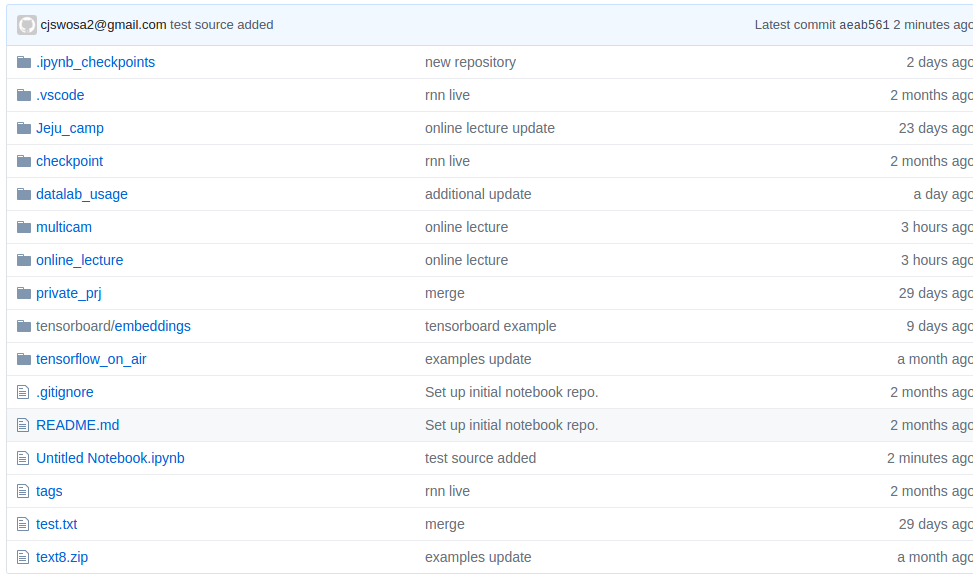 cjswosa2@gmail.com test source added Latest commit aeab561 2 minutes ago
.ipynb_checkpoints new repository 2 days ago
.vscode rnn live 2 months ago
Jeju_camp online lecture update 23 days ago
checkpoint rnn live 2 months ago
datalab_usage additional update a day ago
multicam online lecture 3 hours ago
online_lecture online lecture 3 hours ago
private_prj merge 29 days ago
tensorboard/embeddings tensorboard example 9 days ago
tensorflow_on_air examples update a month ago
.gitignore Set up initial notebook repo. 2 months ago
README.md Set up initial notebook repo. 2 months ago
Untitled Notebook.ipynb test source added 2 minutes ago
tags rnn live 2 months ago
test.txt merge 29 days ago
text8.zip examples update a month ago